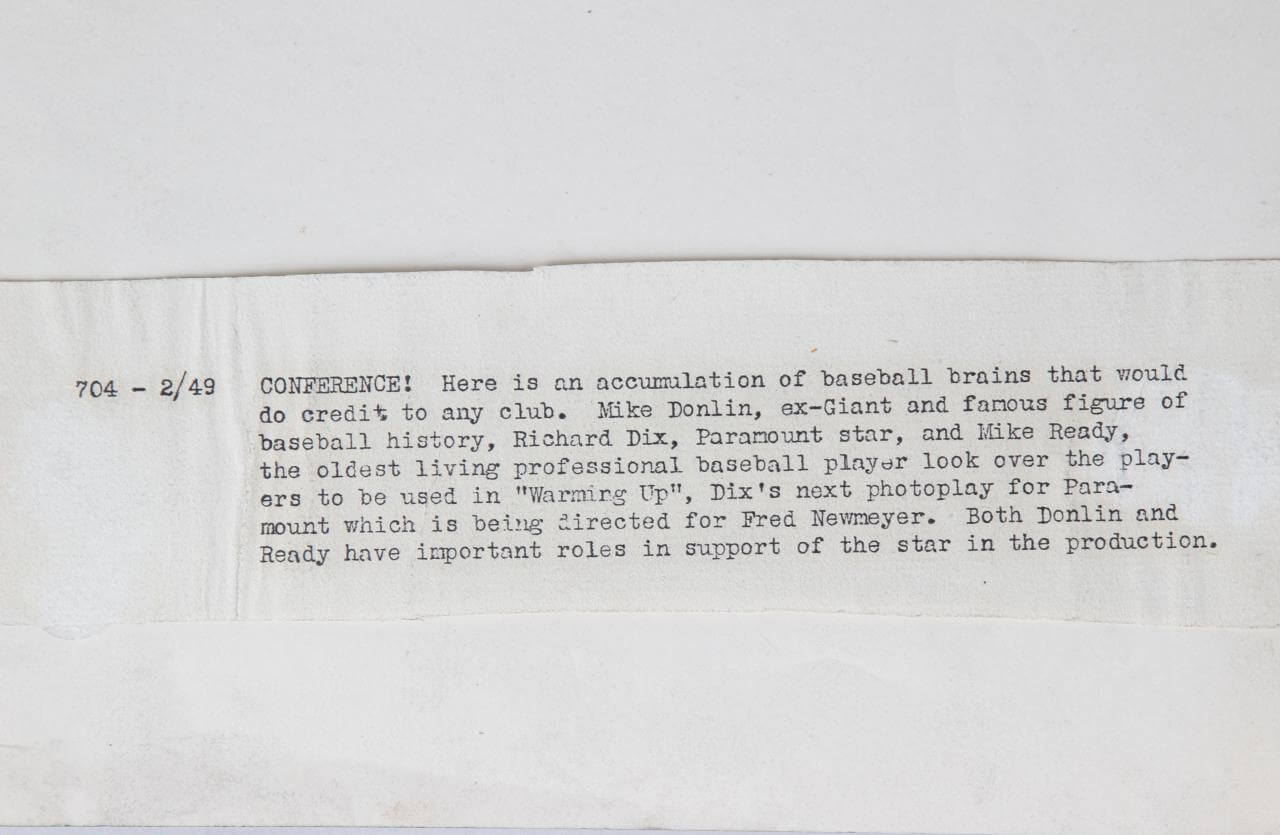 704 - 2/49 CONFERENCE! Here is an accumulation of baseball brains that would
do credit to any club. Mike Donlin, ex-Giant and famous figure of
baseball history, Richard Dix, Paramount star, and Mike Ready,
the oldest living professional baseball player look over the play-
ers to be used in "Warming Up", Dix's next photoplay for Para-
mount which is being directed for Fred Newmeyer. Both Donlin and
Ready have important roles in support of the star in the production.